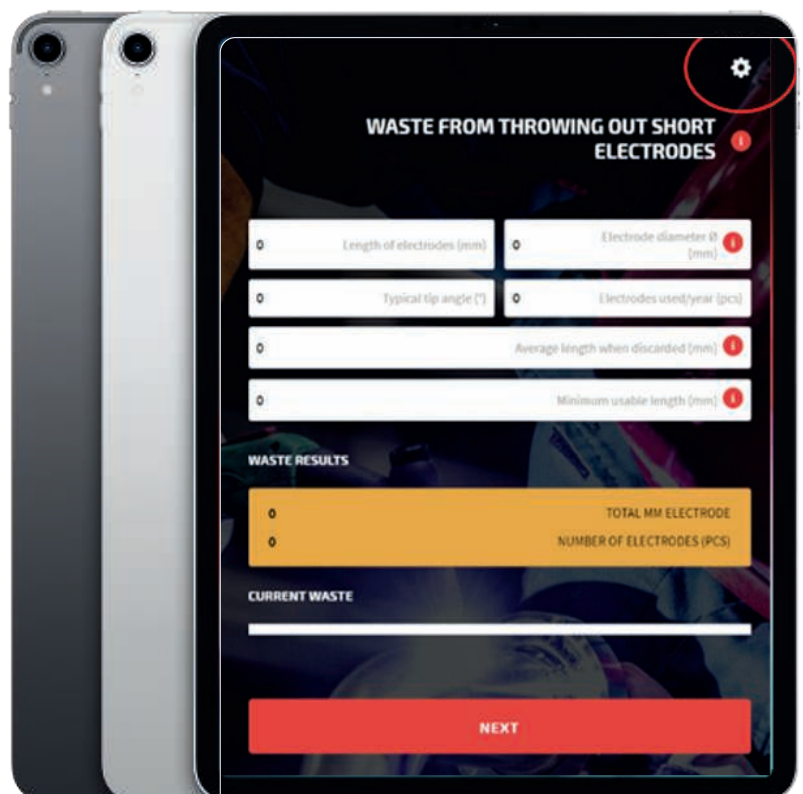 WASTE FROM THROWING OUT SHORT
ELECTRODES
0 Length of electrodes (mm)
0 Electrode diameter Ø
(mm)
0 Typical tip angle (°)
0 Electrodes used/year (pcs)
0 Average length when discarded (mm)
0 Minimum usable length (mm)
WASTE RESULTS
0 TOTAL MM ELECTRODE
0 NUMBER OF ELECTRODES (PCS)
CURRENT WASTE
NEXT